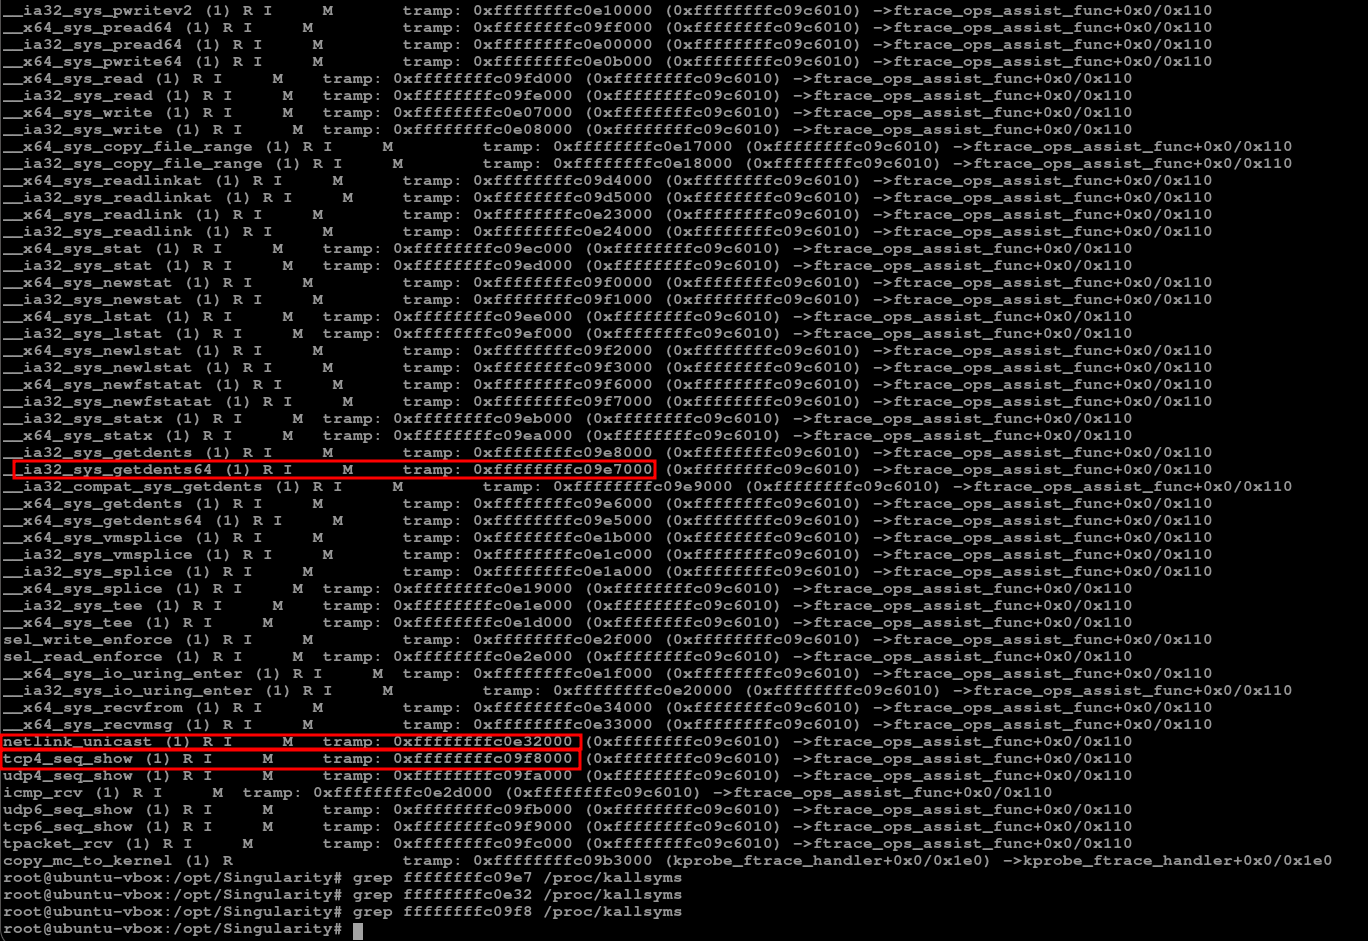 __ia32_sys_pwritev2 (1) R I     M       tramp: 0xffffffffc0e10000 (0xffffffffc09c6010) ->ftrace_ops_assist_func+0x0/0x110
__x64_sys_pread64 (1) R I       M       tramp: 0xffffffffc09ff000 (0xffffffffc09c6010) ->ftrace_ops_assist_func+0x0/0x110
__ia32_sys_pread64 (1) R I      M       tramp: 0xffffffffc0e00000 (0xffffffffc09c6010) ->ftrace_ops_assist_func+0x0/0x110
__x64_sys_pwrite64 (1) R I      M       tramp: 0xffffffffc0e0b000 (0xffffffffc09c6010) ->ftrace_ops_assist_func+0x0/0x110
__x64_sys_read (1) R I     M    tramp: 0xffffffffc09fd000 (0xffffffffc09c6010) ->ftrace_ops_assist_func+0x0/0x110
__ia32_sys_read (1) R I     M   tramp: 0xffffffffc09fe000 (0xffffffffc09c6010) ->ftrace_ops_assist_func+0x0/0x110
__x64_sys_write (1) R I     M   tramp: 0xffffffffc0e07000 (0xffffffffc09c6010) ->ftrace_ops_assist_func+0x0/0x110
__ia32_sys_write (1) R I     M  tramp: 0xffffffffc0e08000 (0xffffffffc09c6010) ->ftrace_ops_assist_func+0x0/0x110
__x64_sys_copy_file_range (1) R I     M         tramp: 0xffffffffc0e17000 (0xffffffffc09c6010) ->ftrace_ops_assist_func+0x0/0x110
__ia32_sys_copy_file_range (1) R I     M        tramp: 0xffffffffc0e18000 (0xffffffffc09c6010) ->ftrace_ops_assist_func+0x0/0x110
__x64_sys_readlinkat (1) R I     M      tramp: 0xffffffffc09d4000 (0xffffffffc09c6010) ->ftrace_ops_assist_func+0x0/0x110
__ia32_sys_readlinkat (1) R I     M     tramp: 0xffffffffc09d5000 (0xffffffffc09c6010) ->ftrace_ops_assist_func+0x0/0x110
__x64_sys_readlink (1) R I     M        tramp: 0xffffffffc0e23000 (0xffffffffc09c6010) ->ftrace_ops_assist_func+0x0/0x110
__ia32_sys_readlink (1) R I     M       tramp: 0xffffffffc0e24000 (0xffffffffc09c6010) ->ftrace_ops_assist_func+0x0/0x110
__x64_sys_stat (1) R I     M    tramp: 0xffffffffc09ec000 (0xffffffffc09c6010) ->ftrace_ops_assist_func+0x0/0x110
__ia32_sys_stat (1) R I     M   tramp: 0xffffffffc09ed000 (0xffffffffc09c6010) ->ftrace_ops_assist_func+0x0/0x110
__x64_sys_newstat (1) R I     M         tramp: 0xffffffffc09f0000 (0xffffffffc09c6010) ->ftrace_ops_assist_func+0x0/0x110
__ia32_sys_newstat (1) R I     M        tramp: 0xffffffffc09f1000 (0xffffffffc09c6010) ->ftrace_ops_assist_func+0x0/0x110
__x64_sys_lstat (1) R I     M   tramp: 0xffffffffc09ee000 (0xffffffffc09c6010) ->ftrace_ops_assist_func+0x0/0x110
__ia32_sys_lstat (1) R I     M  tramp: 0xffffffffc09ef000 (0xffffffffc09c6010) ->ftrace_ops_assist_func+0x0/0x110
__x64_sys_newlstat (1) R I     M        tramp: 0xffffffffc09f2000 (0xffffffffc09c6010) ->ftrace_ops_assist_func+0x0/0x110
__ia32_sys_newlstat (1) R I     M       tramp: 0xffffffffc09f3000 (0xffffffffc09c6010) ->ftrace_ops_assist_func+0x0/0x110
__x64_sys_newfstatat (1) R I     M      tramp: 0xffffffffc09f6000 (0xffffffffc09c6010) ->ftrace_ops_assist_func+0x0/0x110
__ia32_sys_newfstatat (1) R I     M     tramp: 0xffffffffc09f7000 (0xffffffffc09c6010) ->ftrace_ops_assist_func+0x0/0x110
__ia32_sys_statx (1) R I     M  tramp: 0xffffffffc09eb000 (0xffffffffc09c6010) ->ftrace_ops_assist_func+0x0/0x110
__x64_sys_statx (1) R I     M   tramp: 0xffffffffc09ea000 (0xffffffffc09c6010) ->ftrace_ops_assist_func+0x0/0x110
__ia32_sys_getdents (1) R I     M       tramp: 0xffffffffc09e8000 (0xffffffffc09c6010) ->ftrace_ops_assist_func+0x0/0x110
__ia32_sys_getdents64 (1) R I     M     tramp: 0xffffffffc09e7000 (0xffffffffc09c6010) ->ftrace_ops_assist_func+0x0/0x110
__ia32_compat_sys_getdents (1) R I     M        tramp: 0xffffffffc09e9000 (0xffffffffc09c6010) ->ftrace_ops_assist_func+0x0/0x110
__x64_sys_getdents (1) R I     M        tramp: 0xffffffffc09e6000 (0xffffffffc09c6010) ->ftrace_ops_assist_func+0x0/0x110
__x64_sys_getdents64 (1) R I     M      tramp: 0xffffffffc09e5000 (0xffffffffc09c6010) ->ftrace_ops_assist_func+0x0/0x110
__x64_sys_vmsplice (1) R I     M        tramp: 0xffffffffc0e1b000 (0xffffffffc09c6010) ->ftrace_ops_assist_func+0x0/0x110
__ia32_sys_vmsplice (1) R I     M       tramp: 0xffffffffc0e1c000 (0xffffffffc09c6010) ->ftrace_ops_assist_func+0x0/0x110
__ia32_sys_splice (1) R I     M         tramp: 0xffffffffc0e1a000 (0xffffffffc09c6010) ->ftrace_ops_assist_func+0x0/0x110
__x64_sys_splice (1) R I     M  tramp: 0xffffffffc0e19000 (0xffffffffc09c6010) ->ftrace_ops_assist_func+0x0/0x110
__ia32_sys_tee (1) R I     M    tramp: 0xffffffffc0e1e000 (0xffffffffc09c6010) ->ftrace_ops_assist_func+0x0/0x110
__x64_sys_tee (1) R I     M     tramp: 0xffffffffc0e1d000 (0xffffffffc09c6010) ->ftrace_ops_assist_func+0x0/0x110
sel_write_enforce (1) R I     M         tramp: 0xffffffffc0e2f000 (0xffffffffc09c6010) ->ftrace_ops_assist_func+0x0/0x110
sel_read_enforce (1) R I     M  tramp: 0xffffffffc0e2e000 (0xffffffffc09c6010) ->ftrace_ops_assist_func+0x0/0x110
__x64_sys_io_uring_enter (1) R I     M  tramp: 0xffffffffc0e1f000 (0xffffffffc09c6010) ->ftrace_ops_assist_func+0x0/0x110
__ia32_sys_io_uring_enter (1) R I     M         tramp: 0xffffffffc0e20000 (0xffffffffc09c6010) ->ftrace_ops_assist_func+0x0/0x110
__x64_sys_recvfrom (1) R I     M        tramp: 0xffffffffc0e34000 (0xffffffffc09c6010) ->ftrace_ops_assist_func+0x0/0x110
__x64_sys_recvmsg (1) R I     M         tramp: 0xffffffffc0e33000 (0xffffffffc09c6010) ->ftrace_ops_assist_func+0x0/0x110
netlink_unicast (1) R I     M   tramp: 0xffffffffc0e32000 (0xffffffffc09c6010) ->ftrace_ops_assist_func+0x0/0x110
tcp4_seq_show (1) R I     M     tramp: 0xffffffffc09f8000 (0xffffffffc09c6010) ->ftrace_ops_assist_func+0x0/0x110
udp4_seq_show (1) R I     M     tramp: 0xffffffffc09fa000 (0xffffffffc09c6010) ->ftrace_ops_assist_func+0x0/0x110
icmp_rcv (1) R I     M  tramp: 0xffffffffc0e2d000 (0xffffffffc09c6010) ->ftrace_ops_assist_func+0x0/0x110
udp6_seq_show (1) R I     M     tramp: 0xffffffffc09fb000 (0xffffffffc09c6010) ->ftrace_ops_assist_func+0x0/0x110
tcp6_seq_show (1) R I     M     tramp: 0xffffffffc09f9000 (0xffffffffc09c6010) ->ftrace_ops_assist_func+0x0/0x110
tpacket_rcv (1) R I     M       tramp: 0xffffffffc09fc000 (0xffffffffc09c6010) ->ftrace_ops_assist_func+0x0/0x110
copy_mc_to_kernel (1) R                 tramp: 0xffffffffc09b3000 (kprobe_ftrace_handler+0x0/0x1e0) ->kprobe_ftrace_handler+0x0/0x1e0
root@ubuntu-vbox:/opt/Singularity# grep ffffffffc09e7 /proc/kallsyms
root@ubuntu-vbox:/opt/Singularity# grep ffffffffc0e32 /proc/kallsyms
root@ubuntu-vbox:/opt/Singularity# grep ffffffffc09f8 /proc/kallsyms
root@ubuntu-vbox:/opt/Singularity#